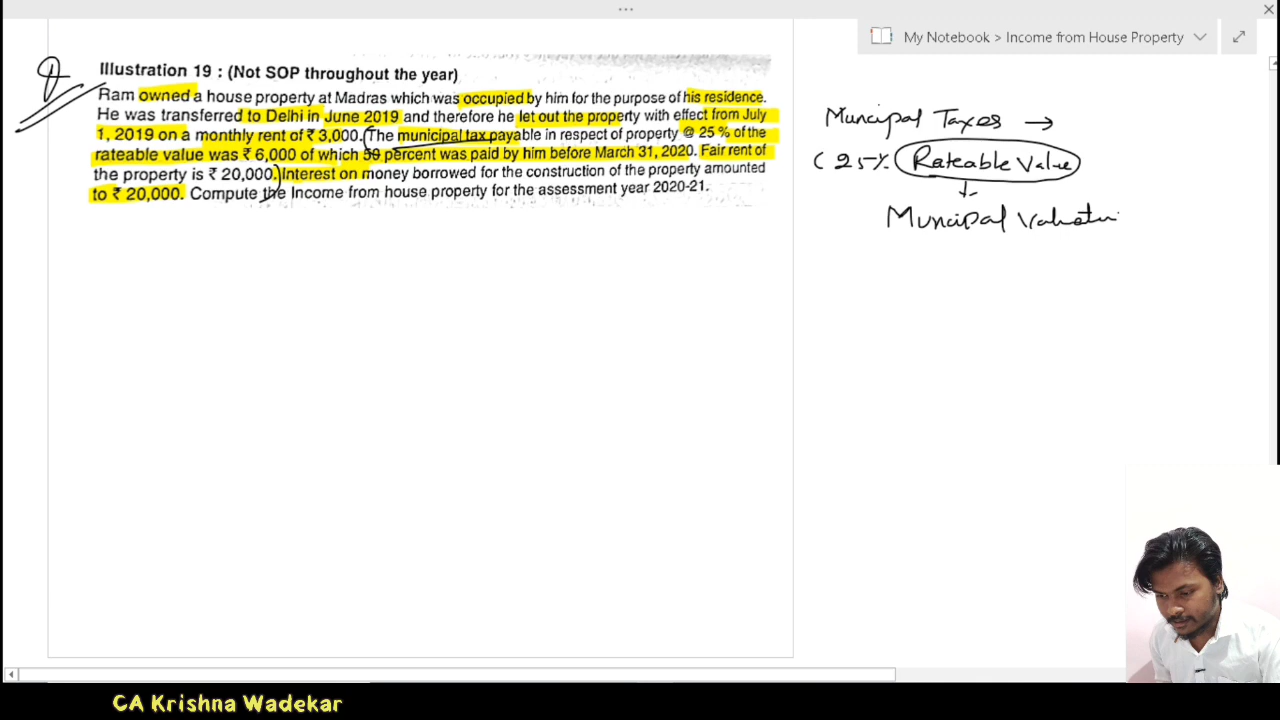 My Notebook > Income from House Property
Illustration 19 : (Not SOP throughout the year)
Ram owned a house property at Madras which was occupied by him for the purpose of his residence.
He was transferred to Delhi in June 2019 and therefore he let out the property with effect from July
1, 2019 on a monthly rent of ₹ 3,000. (The municipal tax payable in respect of property @ 25 % of the
rateable value was ₹ 6,000 of which 50 percent was paid by him before March 31, 2020. Fair rent of
the property is ₹ 20,000.) Interest on money borrowed for the construction of the property amounted
to ₹ 20,000. Compute the Income from house property for the assessment year 2020-21.
Muncipal Taxes →
( 25% Rateable Value
↓
Muncipal
CA Krishna Wadekar